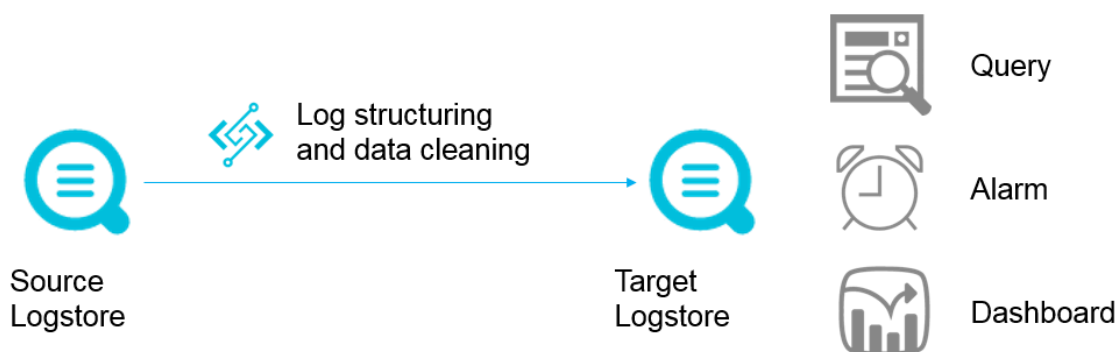 Query
Log structuring
and data cleaning
Alarm
Source
Logstore
Target
Logstore
Dashboard